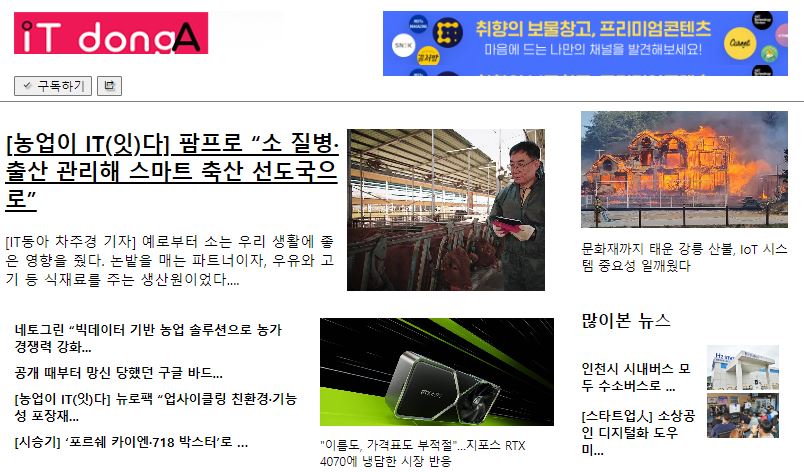 iT dongA
취향의 보물창고, 프리미엄콘텐츠
마음에 드는 나만의 채널을 발견해보세요!
구독하기
[농업이 IT(잇)다] 팜프로 “소 질병·
출산 관리해 스마트 축산 선도국으
로”
[IT동아 차주경 기자] 예로부터 소는 우리 생활에 좋
은 영향을 줬다. 논밭을 매는 파트너이자, 우유와 고
기 등 식재료를 주는 생산원이었다....
문화재까지 태운 강릉 산불, IoT 시스
템 중요성 일깨웠다
네토그린 “빅데이터 기반 농업 솔루션으로 농가
경쟁력 강화...
공개 때부터 망신 당했던 구글 바드...
[농업이 IT(잇)다] 뉴로팩 “업사이클링 친환경·기능
성 포장재...
[시승기] ‘포르쉐 카이엔·718 박스터’로 ...
"이름도, 가격표도 부적절"...지포스 RTX
4070에 냉담한 시장 반응
많이본 뉴스
인천시 시내버스 모
두 수소버스로 ...
[스타트업人] 소상공
인 디지털화 도우
미...